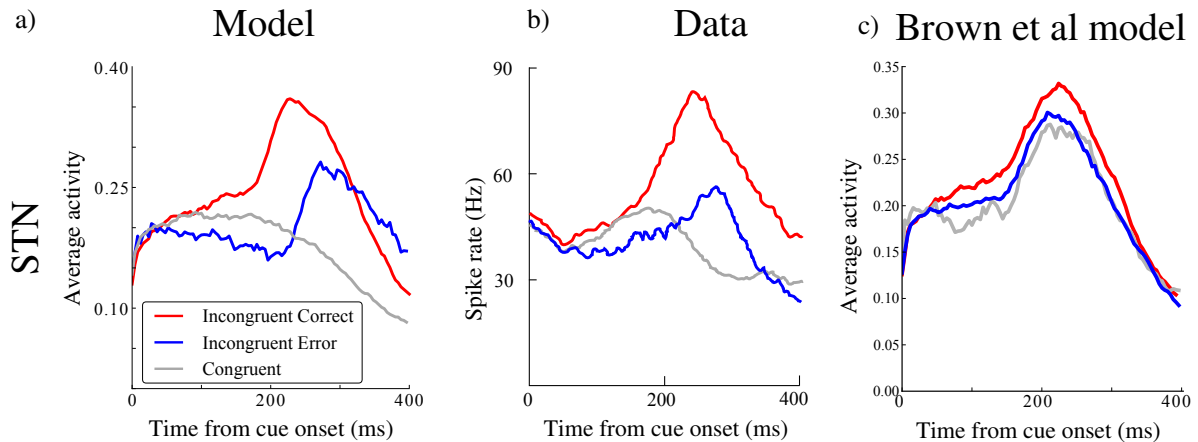 a) Model
b) Data
c) Brown et al model
STN
Average activity
0.40
0.25
0.10
Incongruent Correct
Incongruent Error
Congruent
0 200 400
Time from cue onset (ms)
Spike rate (Hz)
90
60
30
0 200 400
Time from cue onset (ms)
Average activity
0.35
0.30
0.25
0.20
0.15
0.10
0.05
0.00
0 200 400
Time from cue onset (ms)